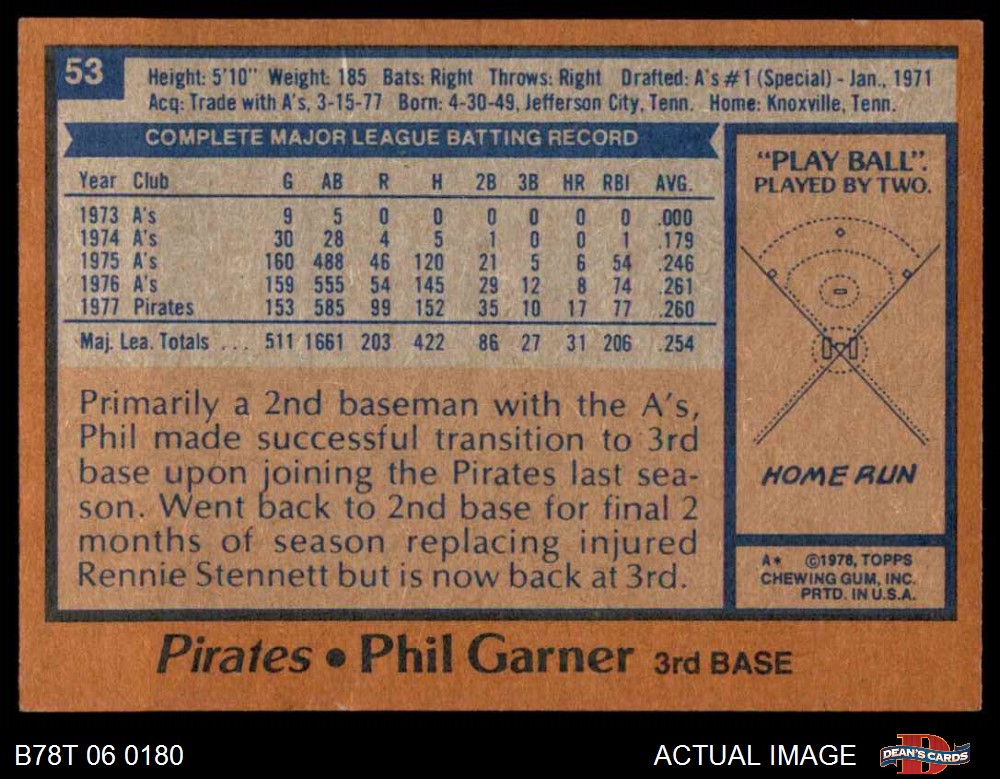 53
Height: 5'10" Weight: 185 Bats: Right Throws: Right Drafted: A's #1 (Special) - Jan., 1971
Acq: Trade with A's, 3-15-77 Born: 4-30-49, Jefferson City, Tenn. Home: Knoxville, Tenn.
COMPLETE MAJOR LEAGUE BATTING RECORD
Year Club G AB R H 2B 3B HR RBI AVG.
1973 A's 9 5 0 0 0 0 0 0 .000
1974 A's 30 28 4 5 1 0 0 1 .179
1975 A's 160 488 46 120 21 5 6 54 .246
1976 A's 159 555 54 145 29 12 8 74 .261
1977 Pirates 153 585 99 152 35 10 17 77 .260
Maj. Lea. Totals ... 511 1661 203 422 86 27 31 206 .254
Primarily a 2nd baseman with the A's,
Phil made successful transition to 3rd
base upon joining the Pirates last sea-
son. Went back to 2nd base for final 2
months of season replacing injured
Rennie Stennett but is now back at 3rd.
"PLAY BALL".
PLAYED BY TWO.
HOME RUN
A* ©1978, TOPPS
CHEWING GUM, INC.
PRTD. IN U.S.A.
Pirates • Phil Garner 3rd BASE
B78T 06 0180
ACTUAL IMAGE
DEAN'S CARDS